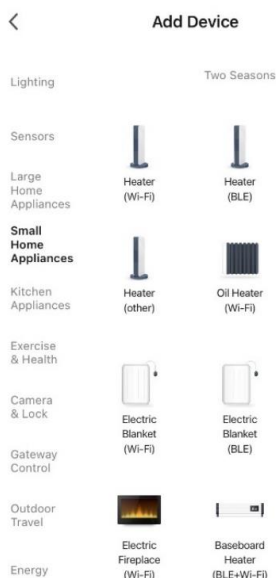 Add Device
Lighting
Sensors
Large
Home
Appliances
Small
Home
Appliances
Kitchen
Appliances
Exercise
& Health
Camera
& Lock
Gateway
Control
Outdoor
Travel
Energy
Two Seasons
Heater
(Wi-Fi)
Heater
(BLE)
Heater
(other)
Oil Heater
(Wi-Fi)
Electric
Blanket
(Wi-Fi)
Electric
Blanket
(BLE)
Electric
Fireplace
(Wi-Fi)
Baseboard
Heater
(BLE+Wi-Fi)